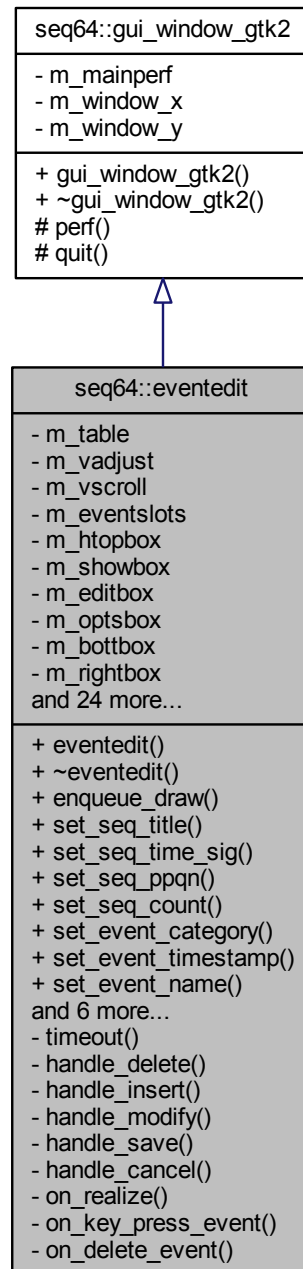 seq64::gui_window_gtk2
- m_mainperf
- m_window_x
- m_window_y
+ gui_window_gtk2()
+ ~gui_window_gtk2()
# perf()
# quit()
seq64::eventedit
- m_table
- m_vadjust
- m_vscroll
- m_eventslots
- m_htopbox
- m_showbox
- m_editbox
- m_optsbox
- m_bottbox
- m_rightbox
and 24 more...
+ eventedit()
+ ~eventedit()
+ enqueue_draw()
+ set_seq_title()
+ set_seq_time_sig()
+ set_seq_ppqn()
+ set_seq_count()
+ set_event_category()
+ set_event_timestamp()
+ set_event_name()
and 6 more...
- timeout()
- handle_delete()
- handle_insert()
- handle_modify()
- handle_save()
- handle_cancel()
- on_realize()
- on_key_press_event()
- on_delete_event()